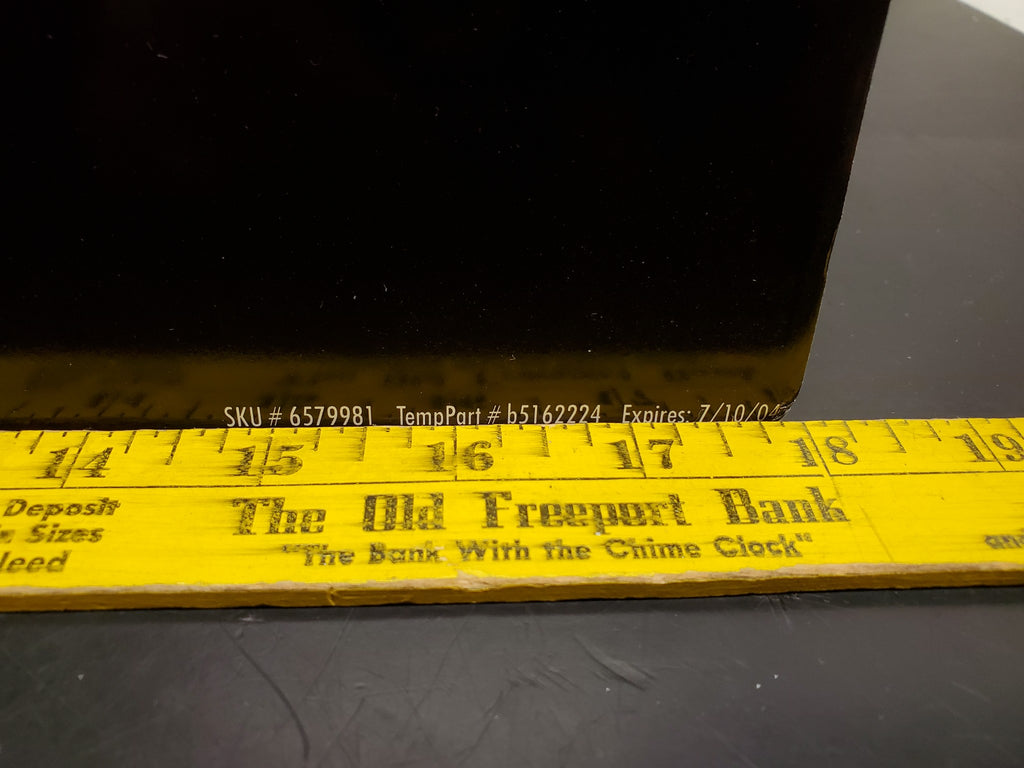 SKU # 6579981 TempPart # b5162224 Expires: 7/10/04
14 15 16 17 18 19
Deposit
Sizes
The Old Freeport Bank
"The Bank With the Chime Clock"